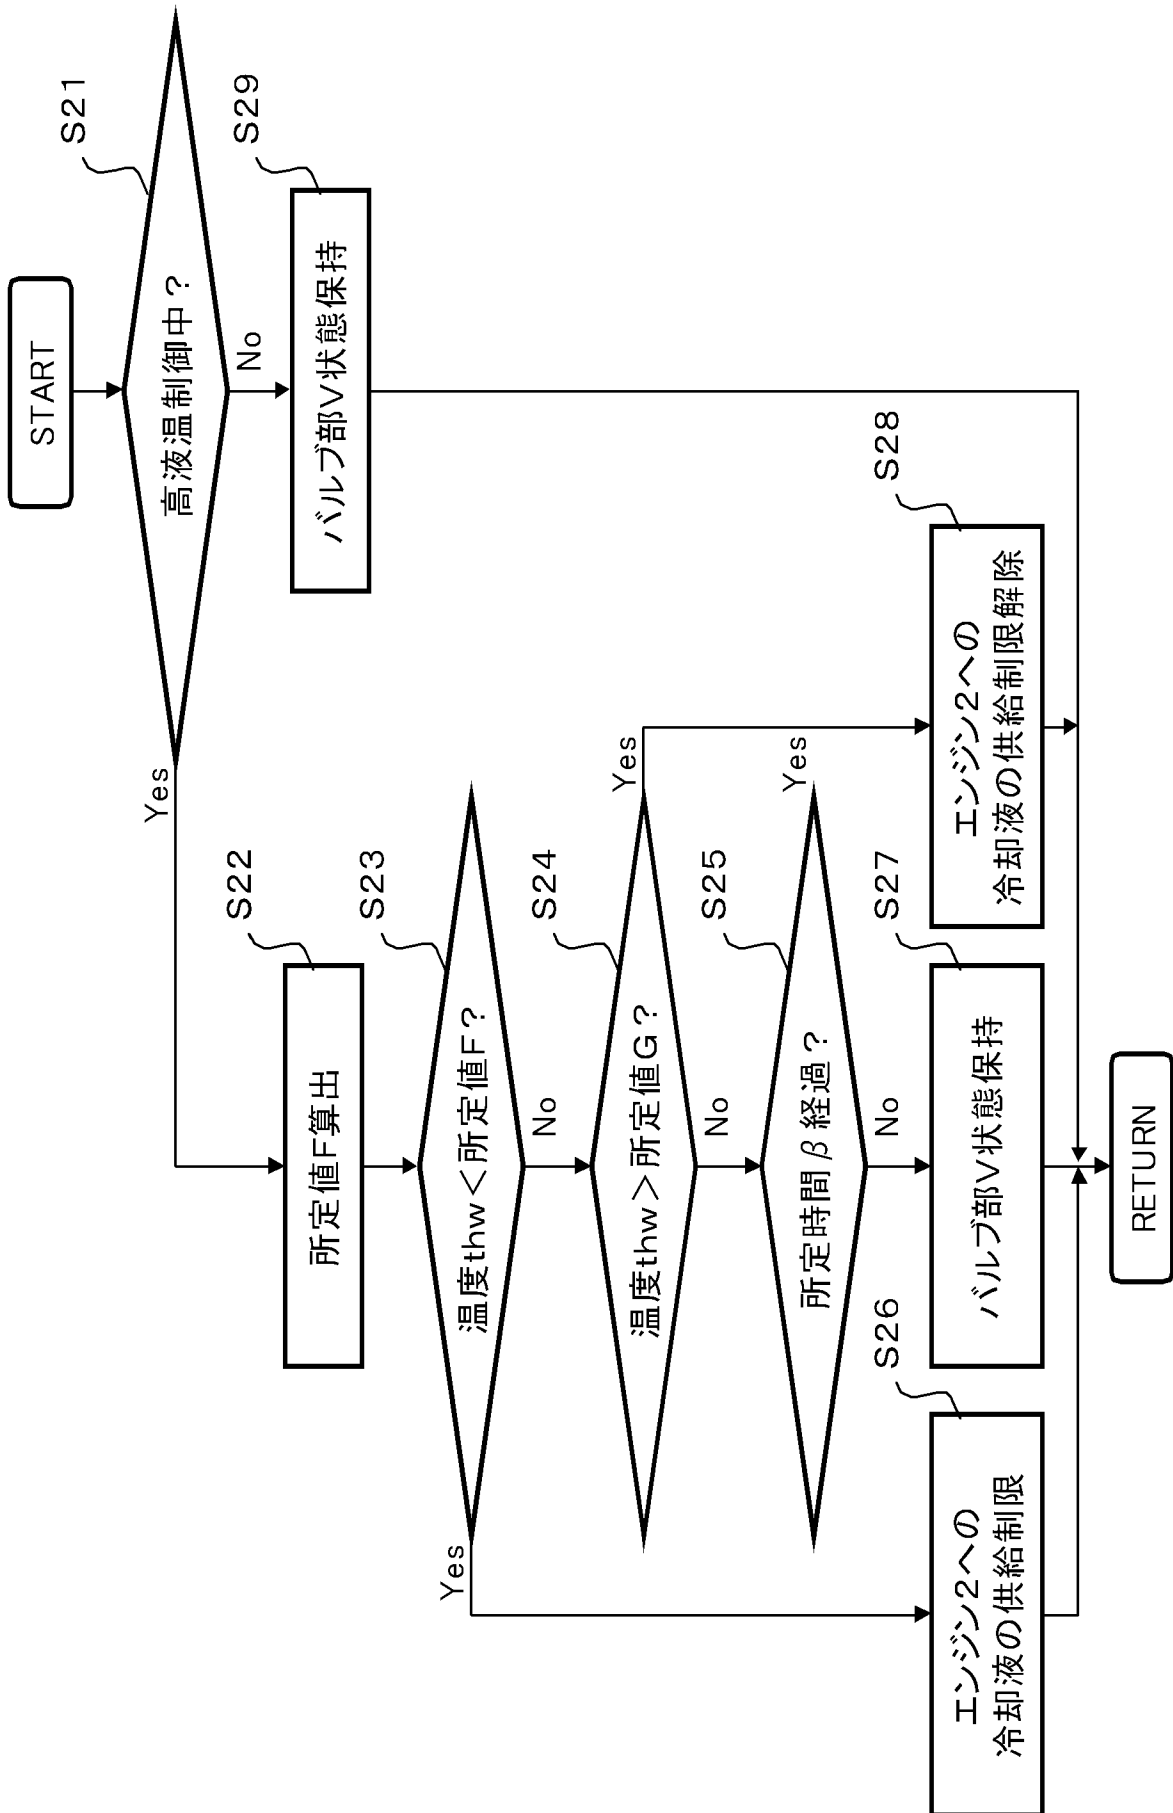 START
S21
高液温制御中？
Yes
No
S29
バルブ部V状態保持
S22
所定値F算出
S23
温度thw＜所定値F？
Yes
No
S24
温度thw＞所定値G？
Yes
No
S25
所定時間β経過？
Yes
No
S26
エンジン2への
冷却液の供給制限
S27
バルブ部V状態保持
S28
エンジン2への
冷却液の供給制限解除
RETURN